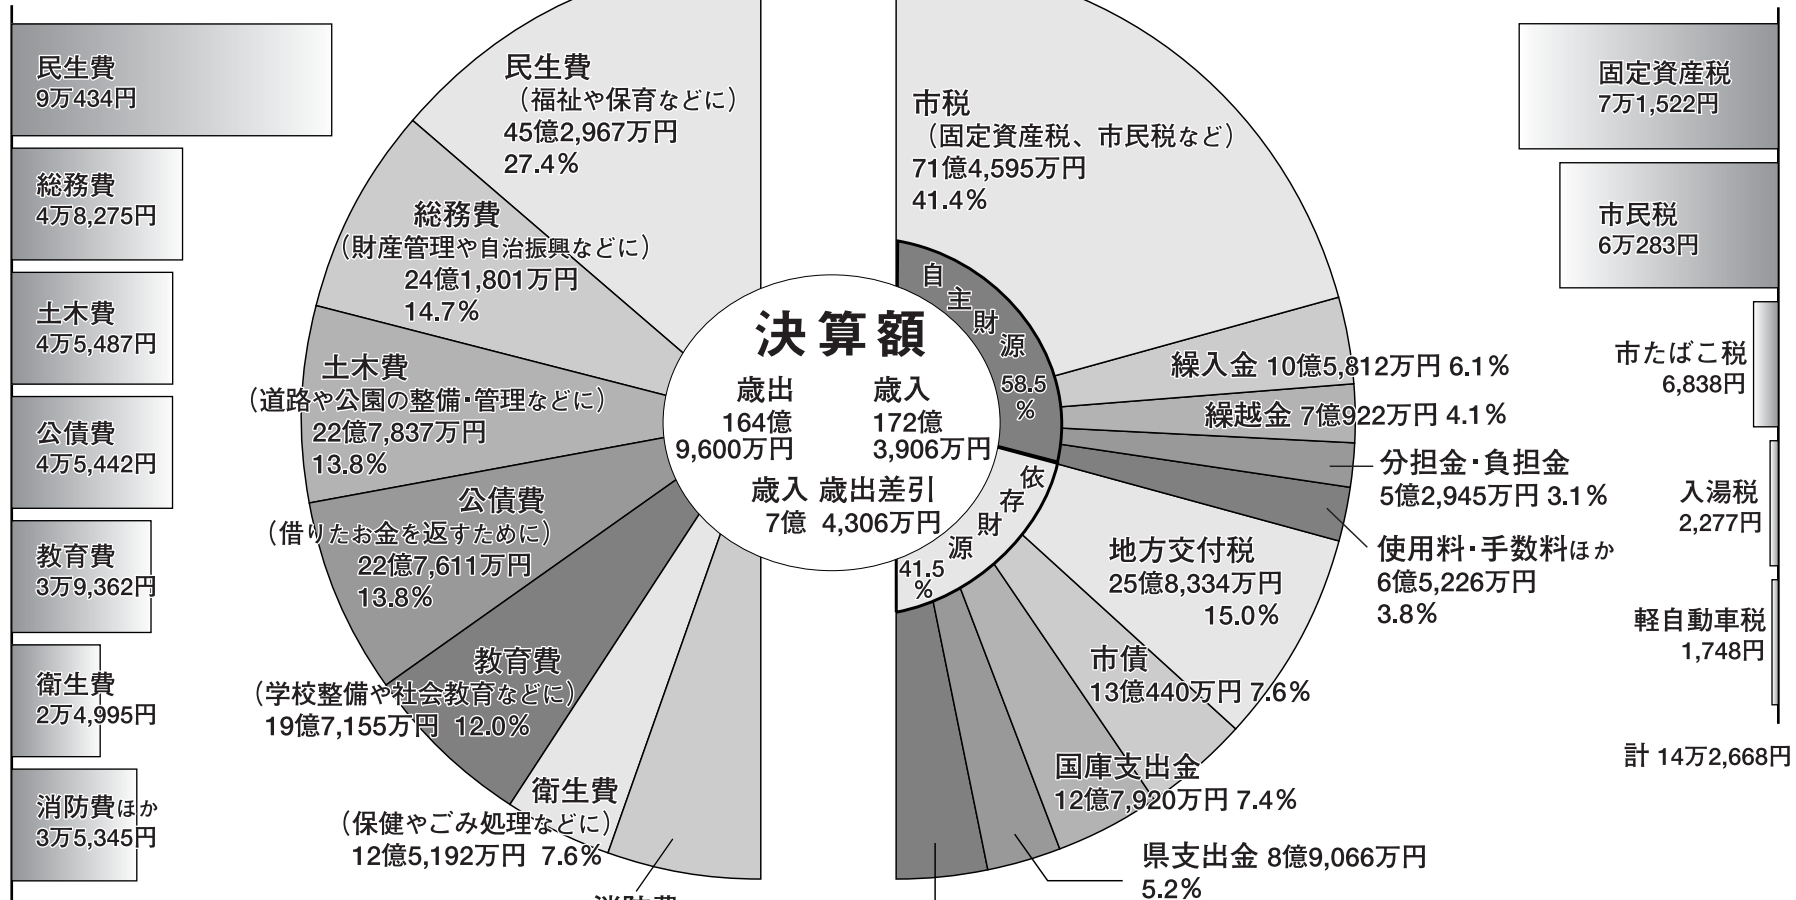 民生費
9万434円
総務費
4万8,275円
土木費
4万5,487円
公債費
4万5,442円
教育費
3万9,362円
衛生費
2万4,995円
消防費ほか
3万5,345円
民生費
（福祉や保育などに）
45億2,967万円
27.4%
総務費
（財産管理や自治振興などに）
24億1,801万円
14.7%
土木費
（道路や公園の整備・管理などに）
22億7,837万円
13.8%
公債費
（借りたお金を返すために）
22億7,611万円
13.8%
教育費
（学校整備や社会教育などに）
19億7,155万円 12.0%
衛生費
（保健やごみ処理などに）
12億5,192万円 7.6%
決算額
歳出
164億
9,600万円
歳入
172億
3,906万円
歳入 歳出差引
7億 4,306万円
自主財源
58.5
%
依存財源
41.5
%
市税
（固定資産税、市民税など）
71億4,595万円
41.4%
繰入金 10億5,812万円 6.1%
繰越金 7億922万円 4.1%
分担金・負担金
5億2,945万円 3.1%
使用料・手数料ほか
6億5,226万円
3.8%
地方交付税
25億8,334万円
15.0%
市債
13億440万円 7.6%
国庫支出金
12億7,920万円 7.4%
県支出金 8億9,066万円
5.2%
固定資産税
7万1,522円
市民税
6万283円
市たばこ税
6,838円
入湯税
2,277円
軽自動車税
1,748円
計 14万2,668円